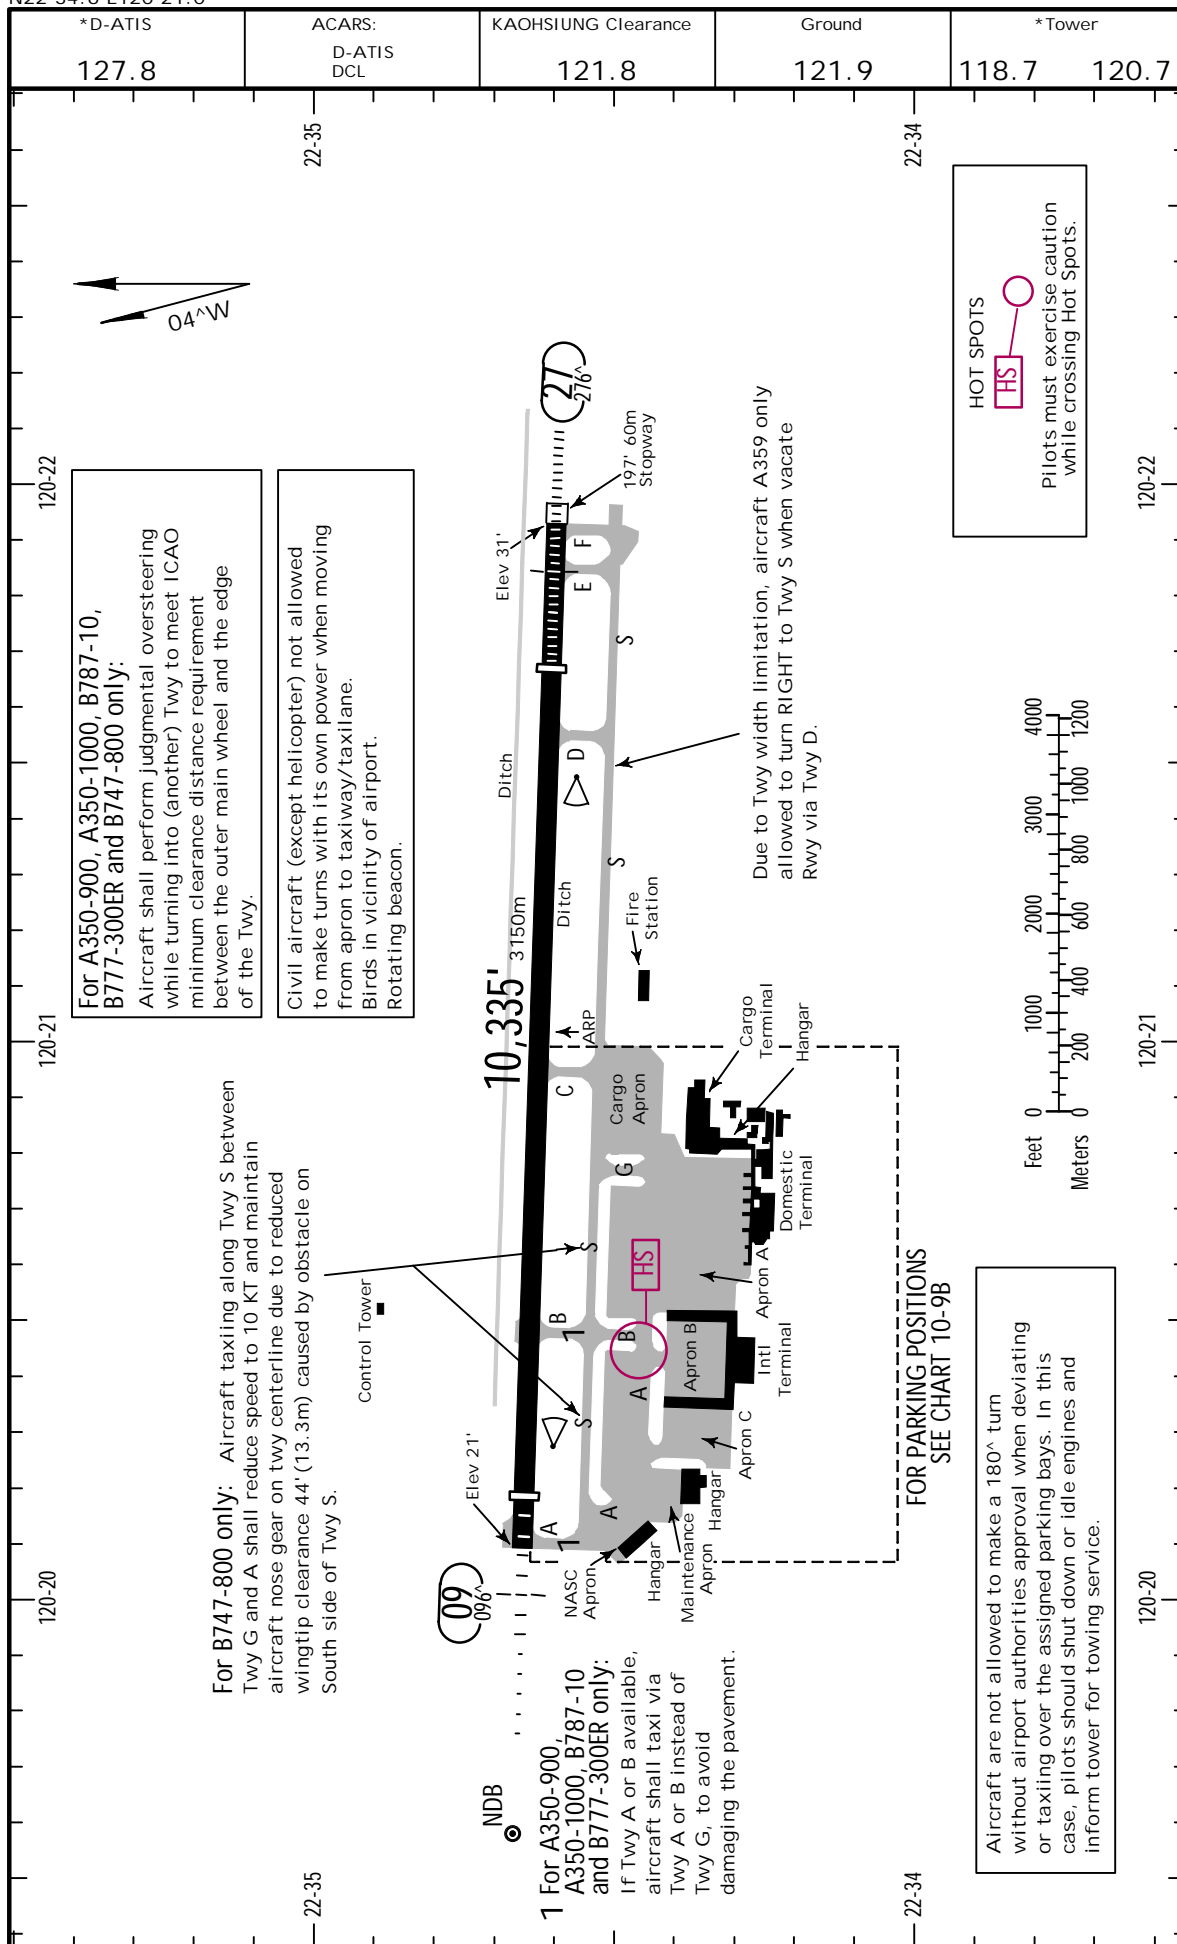 *D-ATIS
127.8
ACARS:
D-ATIS
DCL
KAOHSIUNG Clearance
121.8
Ground
121.9
*Tower
118.7 120.7
22-35
22-34
04^W
120-22
120-21
120-20
For A350-900, A350-1000, B787-10,
B777-300ER and B747-800 only:
Aircraft shall perform judgmental oversteering
while turning into (another) Twy to meet ICAO
minimum clearance distance requirement
between the outer main wheel and the edge
of the Twy.
Civil aircraft (except helicopter) not allowed
to make turns with its own power when moving
from apron to taxiway/taxilane.
Birds in vicinity of airport.
Rotating beacon.
For B747-800 only: Aircraft taxiing along Twy S between
Twy G and A shall reduce speed to 10 KT and maintain
aircraft nose gear on twy centerline due to reduced
wingtip clearance 44' (13.3m) caused by obstacle on
South side of Twy S.
Control Tower
27
276^
197' 60m
Stopway
Elev 31'
F
E
S
D
Ditch
S
Ditch
10,335'
3150m
ARP
Fire
Station
C
Cargo
Apron
Cargo
Terminal
Hangar
G
Domestic
Terminal
S
HS
Apron A
B
1
B
Apron B
Intl
Terminal
A
S
Apron C
Elev 21'
A
1
A
Hangar
Maintenance
Apron
Hangar
NASC
Apron
09
096^
NDB
1 For A350-900,
A350-1000, B787-10
and B777-300ER only:
If Twy A or B available,
aircraft shall taxi via
Twy A or B instead of
Twy G, to avoid
damaging the pavement.
Due to Twy width limitation, aircraft A359 only
allowed to turn RIGHT to Twy S when vacate
Rwy via Twy D.
HOT SPOTS
HS
Pilots must exercise caution
while crossing Hot Spots.
Feet 0 1000 2000 3000 4000
Meters 0 200 400 600 800 1000 1200
FOR PARKING POSITIONS
SEE CHART 10-9B
Aircraft are not allowed to make a 180^ turn
without airport authorities approval when deviating
or taxiing over the assigned parking bays. In this
case, pilots should shut down or idle engines and
inform tower for towing service.
22-35
22-34
120-22
120-21
120-20